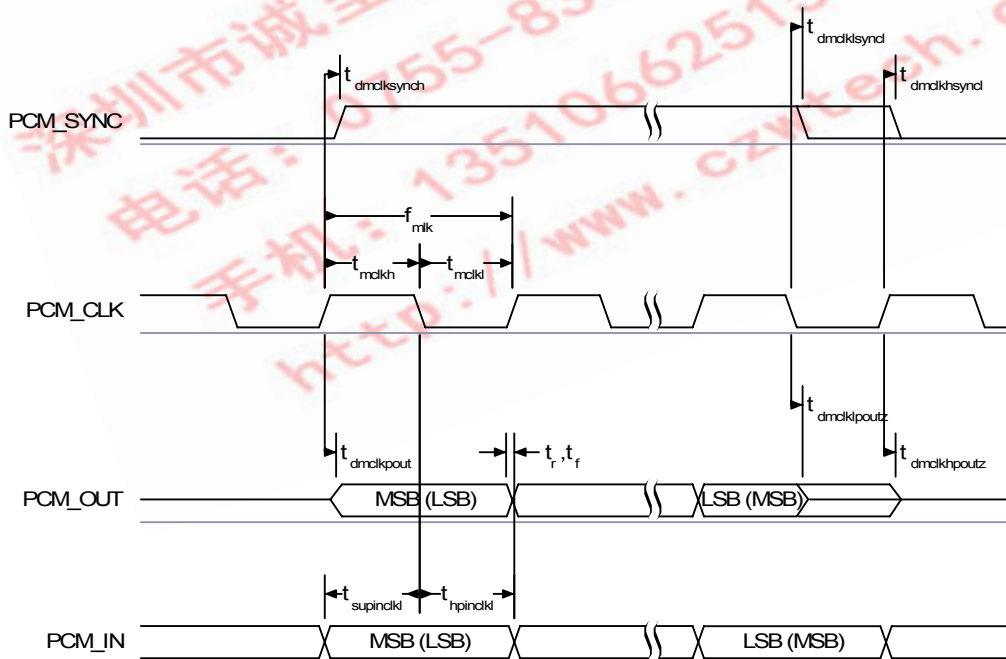 t dmclklsyncl
t dmclksynch
t dmclkhsyncl
PCM_SYNC
f mlk
t mclkh
t mclkl
PCM_CLK
t dmclklpoutz
t dmclkpout
t r ,t f
t dmclkhpoutz
PCM_OUT
MSB (LSB)
LSB (MSB)
t supinclkl
t hpinclkl
PCM_IN
MSB (LSB)
LSB (MSB)
深圳市诚
电话：0755-83
手机：13510662515
http://www.czwtech.c